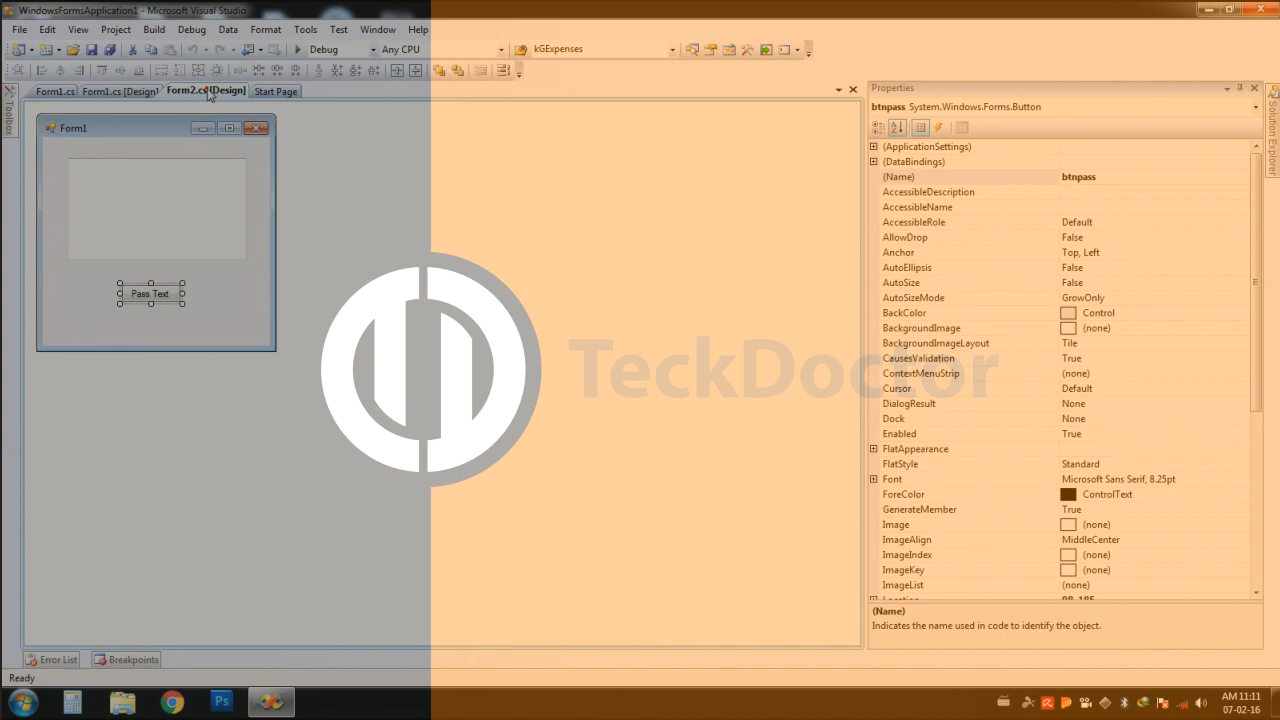 WindowsFormsApplication1 - Microsoft Visual Studio
File Edit View Project Build Debug Data Format Tools Test Window Help
Debug Any CPU kGExpenses
Form1.cs Form1.cs [Design] Form2.cs [Design] Start Page
Toolbox
Form1
Pass Text
TeckDoctor
Properties
btnpass System.Windows.Forms.Button
(ApplicationSettings)
(DataBindings)
(Name) btnpass
AccessibleDescription
AccessibleName
AccessibleRole Default
AllowDrop False
Anchor Top, Left
AutoEllipsis False
AutoSize False
AutoSizeMode GrowOnly
BackColor Control
BackgroundImage (none)
BackgroundImageLayout Tile
CausesValidation True
ContextMenuStrip (none)
Cursor Default
DialogResult None
Dock None
Enabled True
FlatAppearance
FlatStyle Standard
Font Microsoft Sans Serif, 8.25pt
ForeColor ControlText
GenerateMember True
Image (none)
ImageAlign MiddleCenter
ImageIndex (none)
ImageKey (none)
ImageList (none)
Location 98, 185
(Name)
Indicates the name used in code to identify the object.
Solution Explorer
Error List Breakpoints
Ready
Ps
AM 11:11
07-02-16